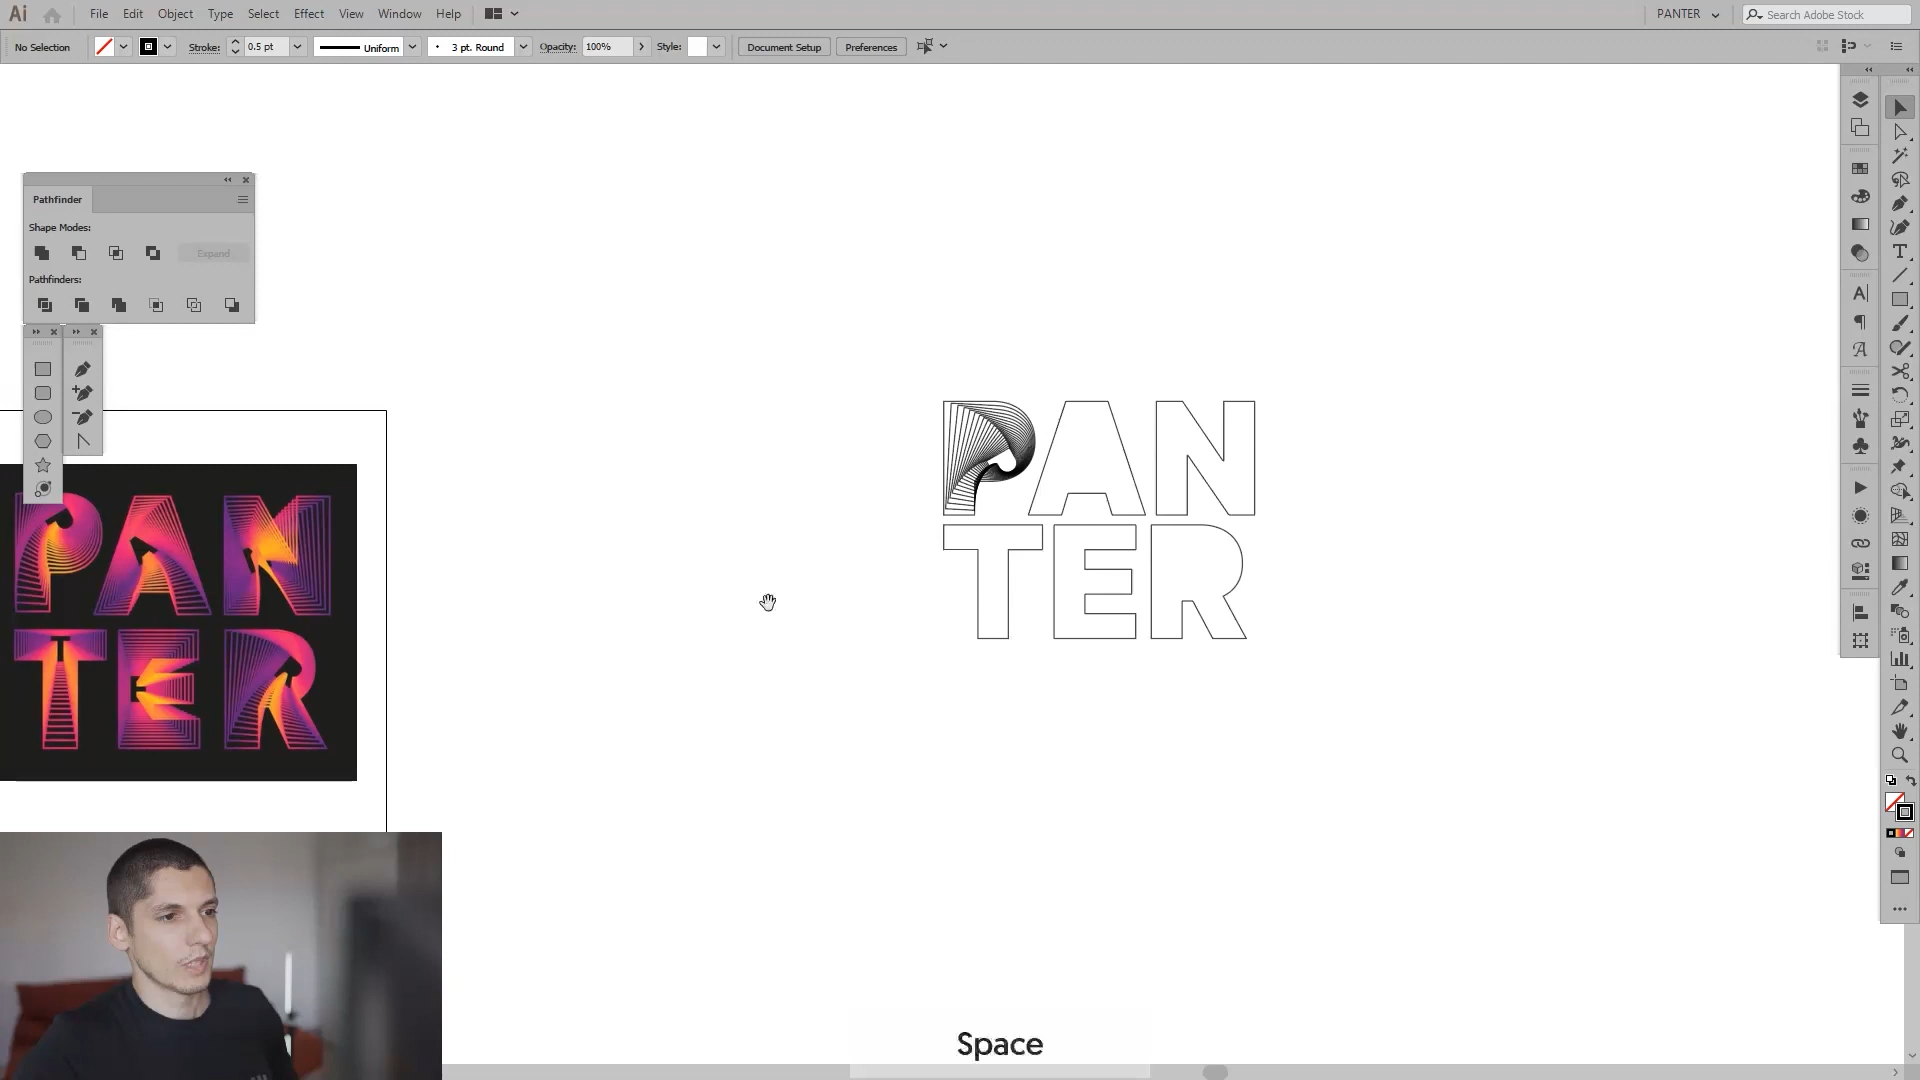 Ai File Edit Object Type Select Effect View Window Help PANTER Search Adobe Stock
No Selection Stroke: 0.5 pt Uniform 3 pt. Round Opacity: 100% Style: Document Setup Preferences
Pathfinder
Shape Modes:
Expand
Pathfinders:
PAN
TER
PAN
TER
Space